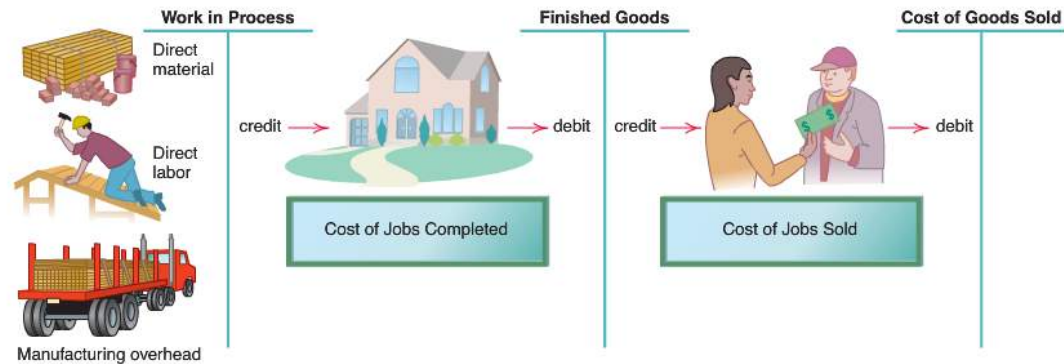 Work in Process
Finished Goods
Cost of Goods Sold
Direct
material
Direct
labor
Manufacturing overhead
credit
debit
credit
debit
Cost of Jobs Completed
Cost of Jobs Sold
$
$